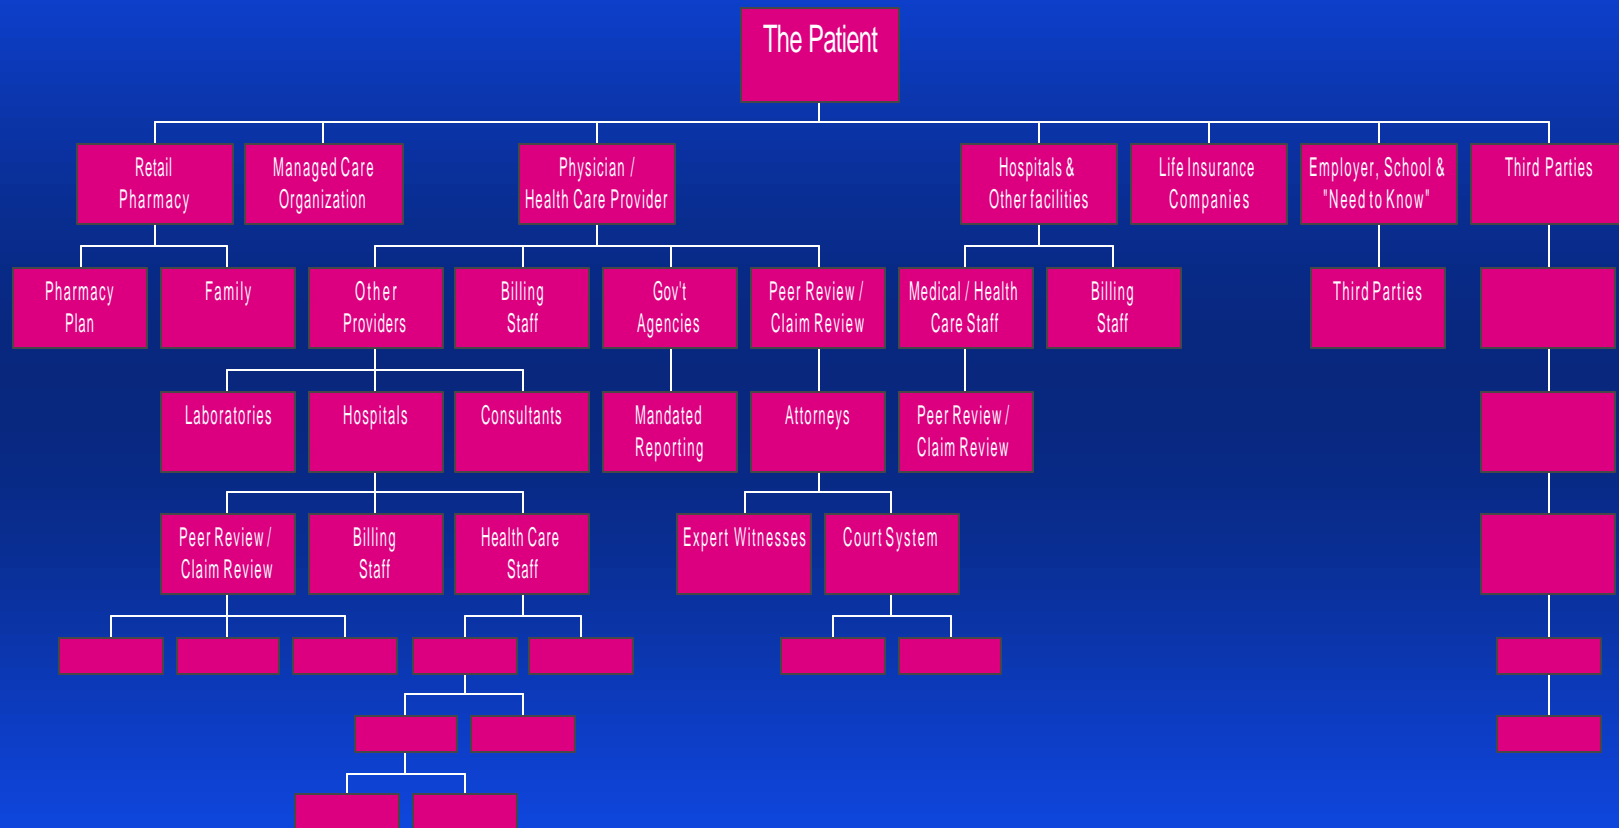 The Patient
Retail
Pharmacy
Managed Care
Organization
Physician /
Health Care Provider
Hospitals &
Other facilities
Life Insurance
Companies
Employer, School &
"Need to Know"
Third Parties
Pharmacy
Plan
Family
Other
Providers
Billing
Staff
Gov't
Agencies
Peer Review /
Claim Review
Medical / Health
Care Staff
Billing
Staff
Third Parties
Laboratories
Hospitals
Consultants
Mandated
Reporting
Attorneys
Peer Review /
Claim Review
Peer Review /
Claim Review
Billing
Staff
Health Care
Staff
Expert Witnesses
Court System